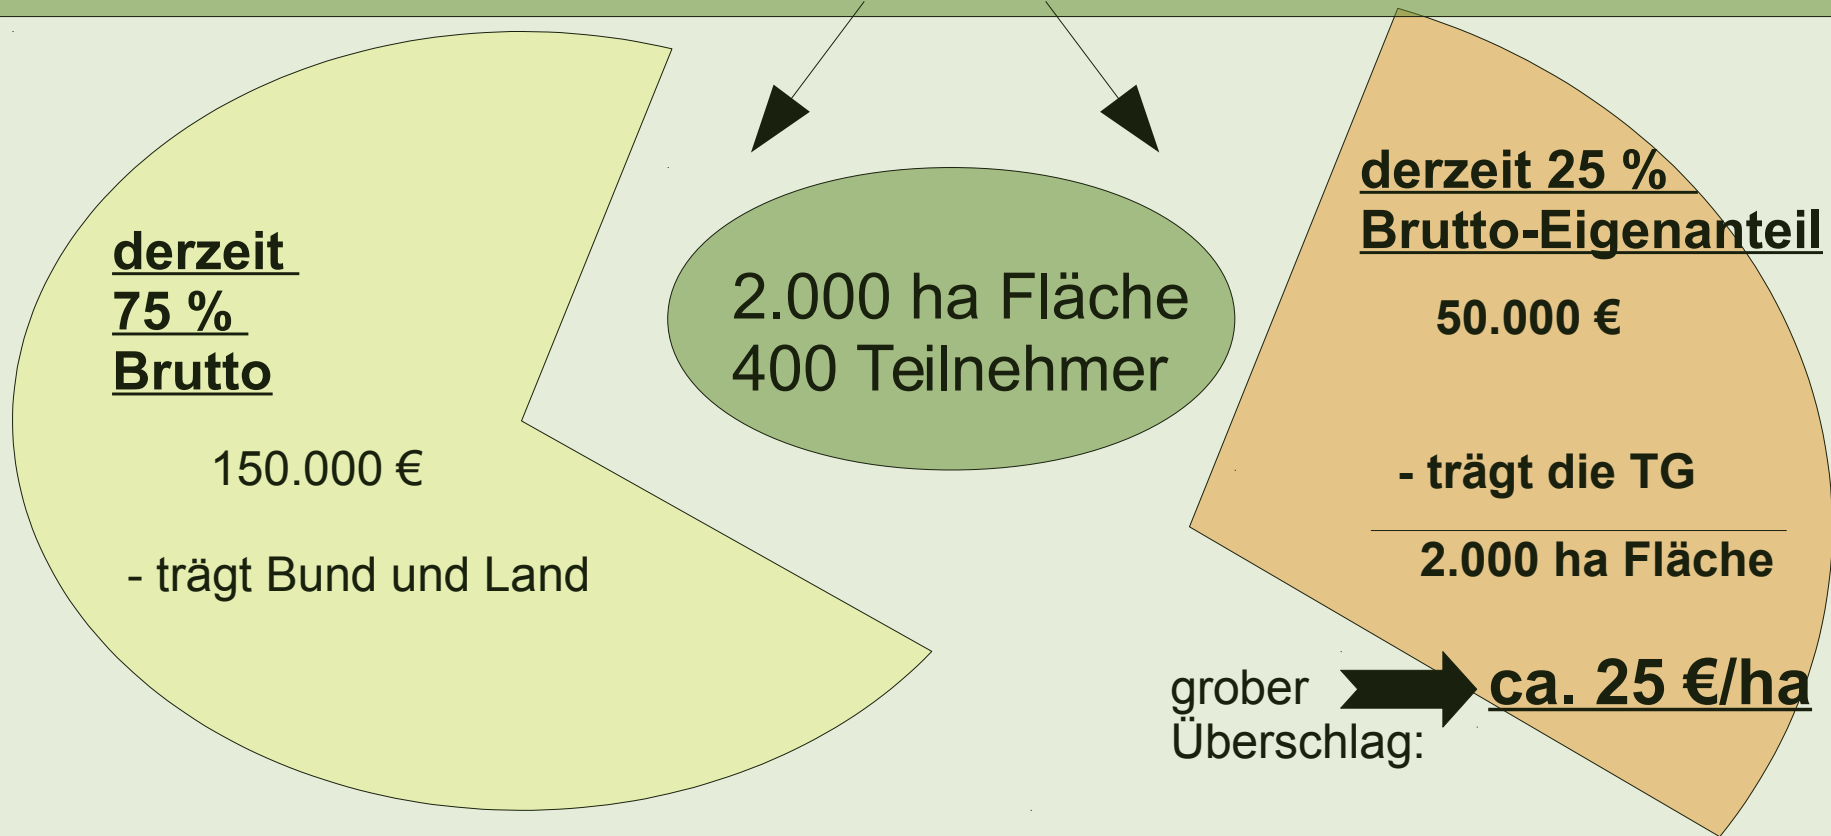 derzeit
75 %
Brutto
150.000 €
- trägt Bund und Land
2.000 ha Fläche
400 Teilnehmer
derzeit 25 %
Brutto-Eigenanteil
50.000 €
- trägt die TG
2.000 ha Fläche
grober
Überschlag:
ca. 25 €/ha